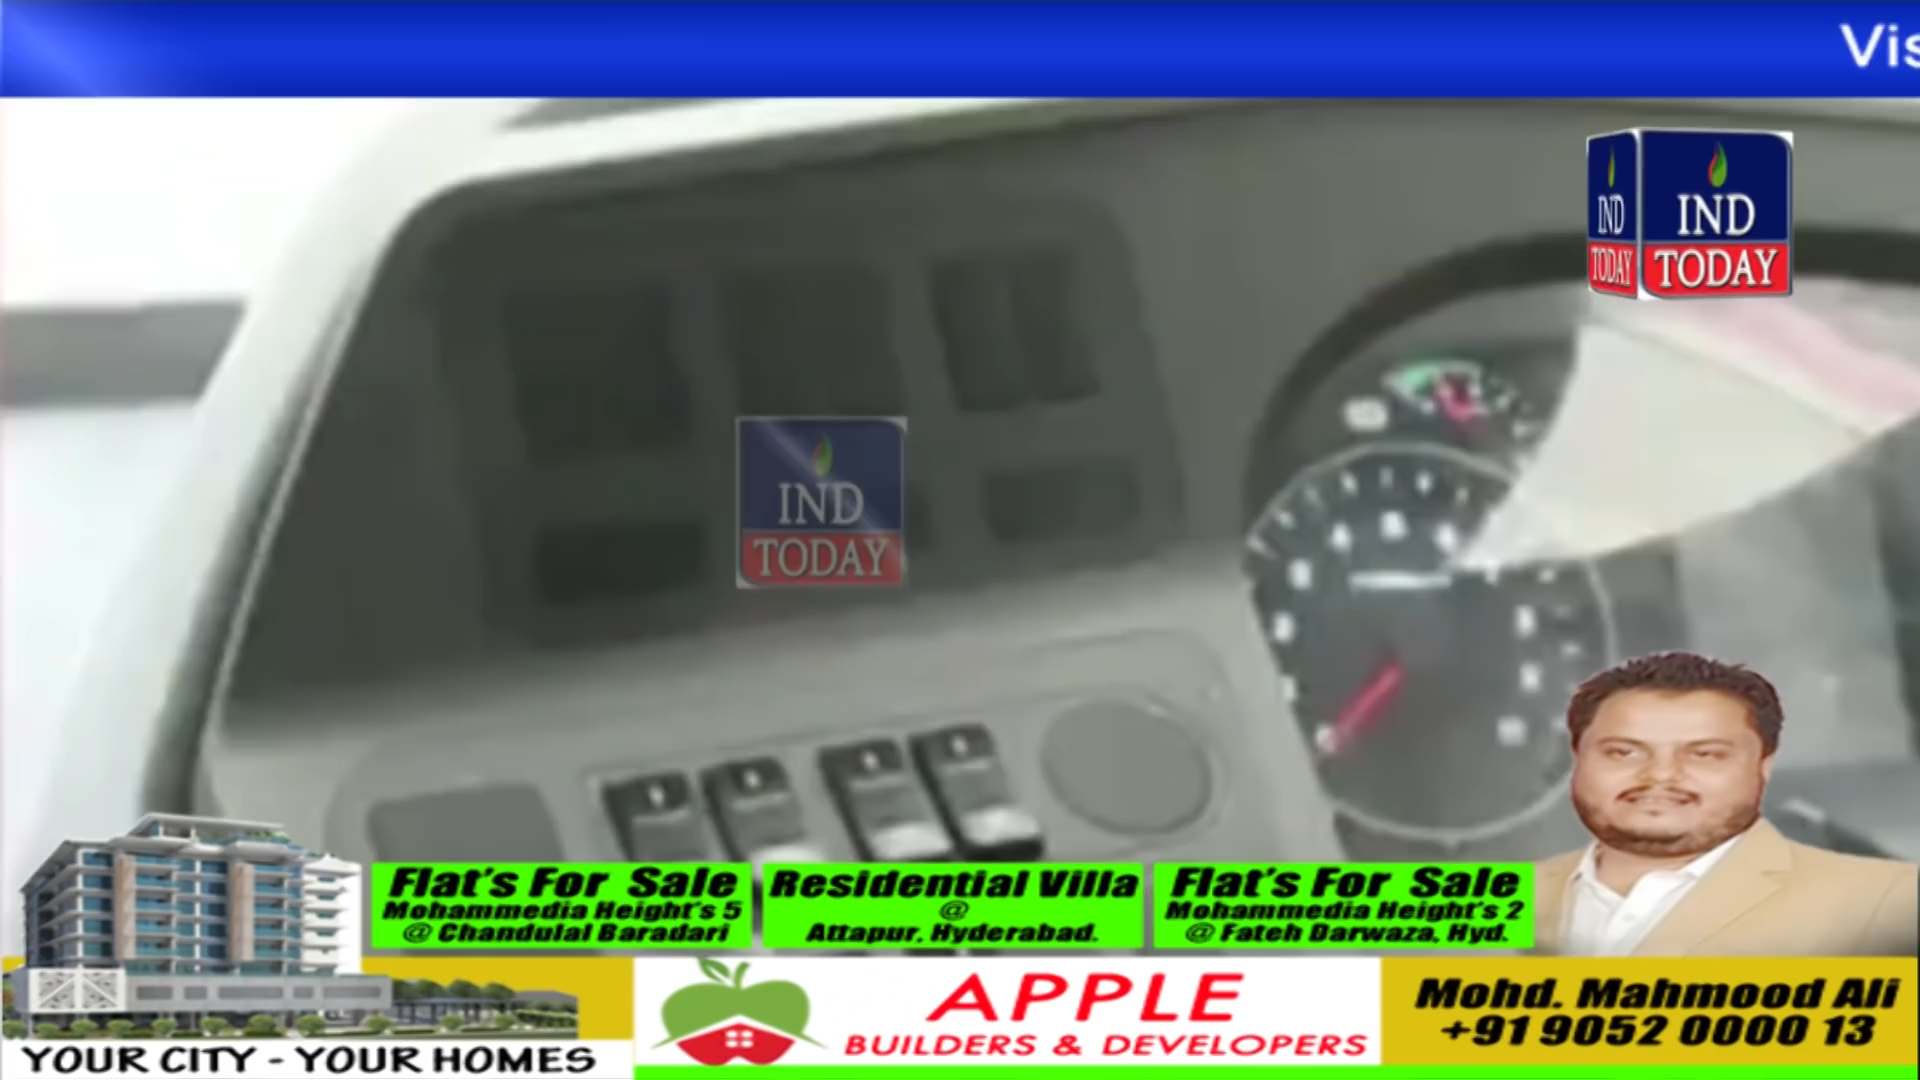 Vis
IND
TODAY
IND
TODAY
IND
TODAY
Flat's For Sale
Mohammedia Height's 5
@ Chandulal Baradari
Residential Villa
@
Attapur, Hyderabad.
Flat's For Sale
Mohammedia Height's 2
@ Fateh Darwaza, Hyd.
YOUR CITY - YOUR HOMES
APPLE
BUILDERS & DEVELOPERS
Mohd. Mahmood Ali
+91 9052 0000 13